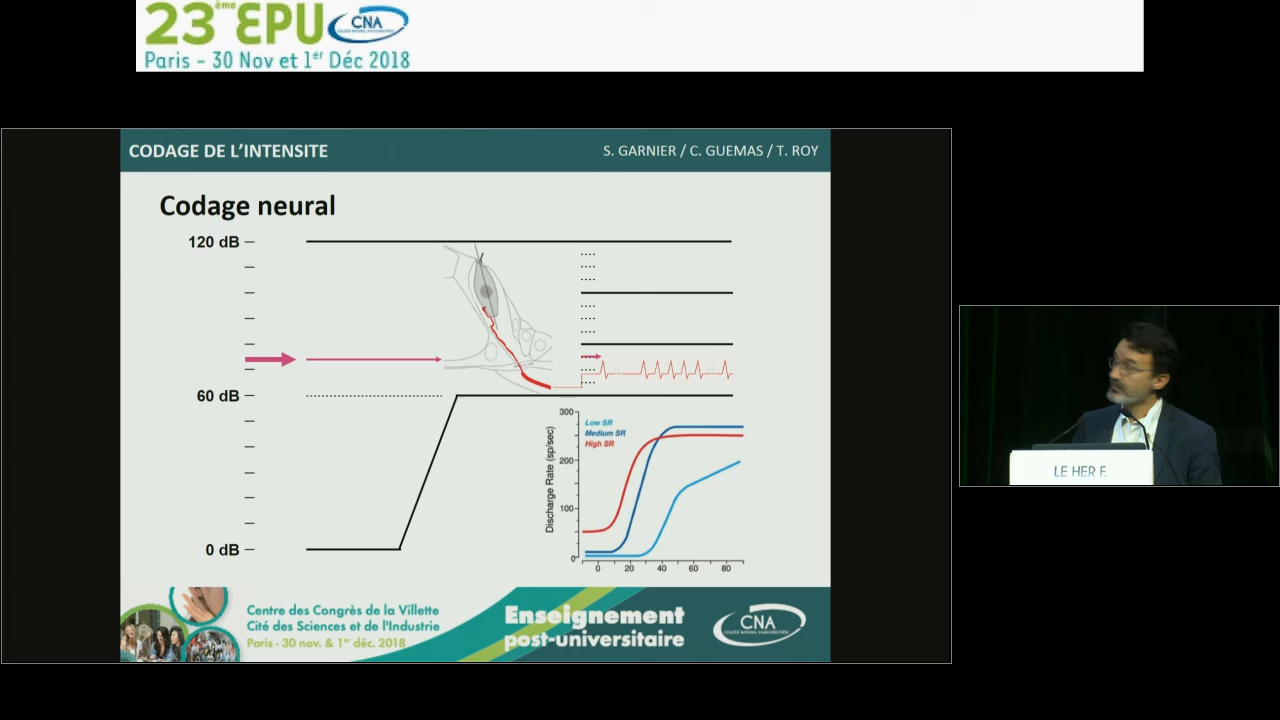 23ème EPU CNA
Paris - 30 Nov et 1er Déc 2018
CODAGE DE L'INTENSITE
S. GARNIER / C. GUEMAS / T. ROY
Codage neural
120 dB
60 dB
0 dB
300
200
100
0
Discharge Rate (sp/sec)
Low SR
Medium SR
High SR
0 20 40 60 80
LE HER F.
Centre des Congrès de la Villette
Cité des Sciences et de l'Industrie
Paris - 30 nov. & 1er déc. 2018
Enseignement
post-universitaire
CNA
COLLEGE NATIONAL D'AUDIOPROTHESE